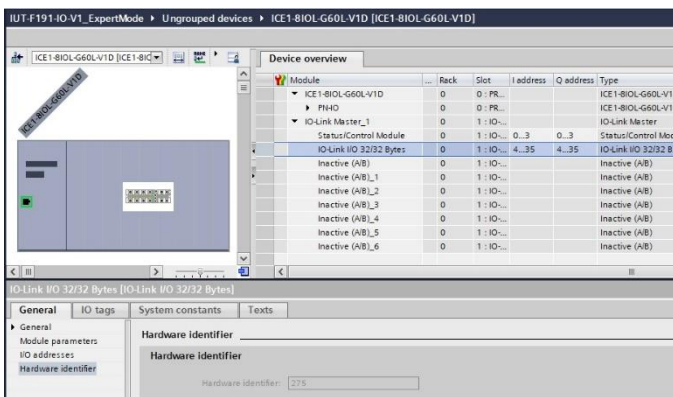 IUT-F191-IO-V1_ExpertMode ▸ Ungrouped devices ▸ ICE1-8IOL-G60L-V1D [ICE1-8IOL-G60L-V1D]
ICE1-8IOL-G60L-V1D [ICE1-8IC
Device overview
ICE1-8IOL-G60L-V1D
Module ... Rack Slot I address Q address Type
ICE1-8IOL-G60L-V1D 0 0 : PR... ICE1-8IOL-G60L-V1
PN-IO 0 0 : PR... ICE1-8IOL-G60L-V1
IO-Link Master_1 0 1 : IO-... IO-Link Master
Status/Control Module 0 1 : IO-... 0...3 0...3 Status/Control Mod
IO-Link I/O 32/32 Bytes 0 1 : IO-... 4...35 4...35 IO-Link I/O 32/32 B
Inactive (A/B) 0 1 : IO-... Inactive (A/B)
Inactive (A/B)_1 0 1 : IO-... Inactive (A/B)
Inactive (A/B)_2 0 1 : IO-... Inactive (A/B)
Inactive (A/B)_3 0 1 : IO-... Inactive (A/B)
Inactive (A/B)_4 0 1 : IO-... Inactive (A/B)
Inactive (A/B)_5 0 1 : IO-... Inactive (A/B)
Inactive (A/B)_6 0 1 : IO-... Inactive (A/B)
IO-Link I/O 32/32 Bytes [IO-Link I/O 32/32 Bytes]
General IO tags System constants Texts
General
Module parameters
I/O addresses
Hardware identifier
Hardware identifier
Hardware identifier
Hardware identifier: 275